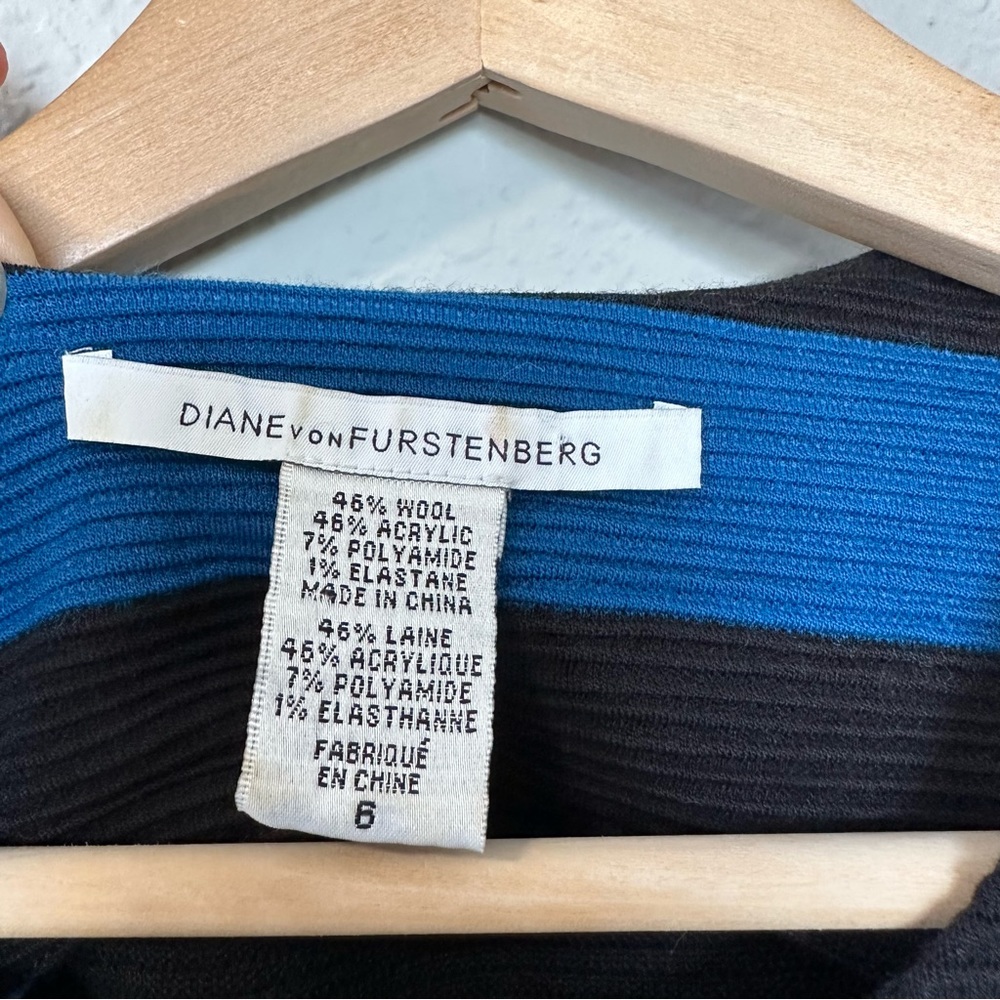 DIANE VON FURSTENBERG
46% WOOL
46% ACRYLIC
7% POLYAMIDE
1% ELASTANE
MADE IN CHINA
46% LAINE
46% ACRYLIQUE
7% POLYAMIDE
1% ELASTHANNE
FABRIQUÉ
EN CHINE
6